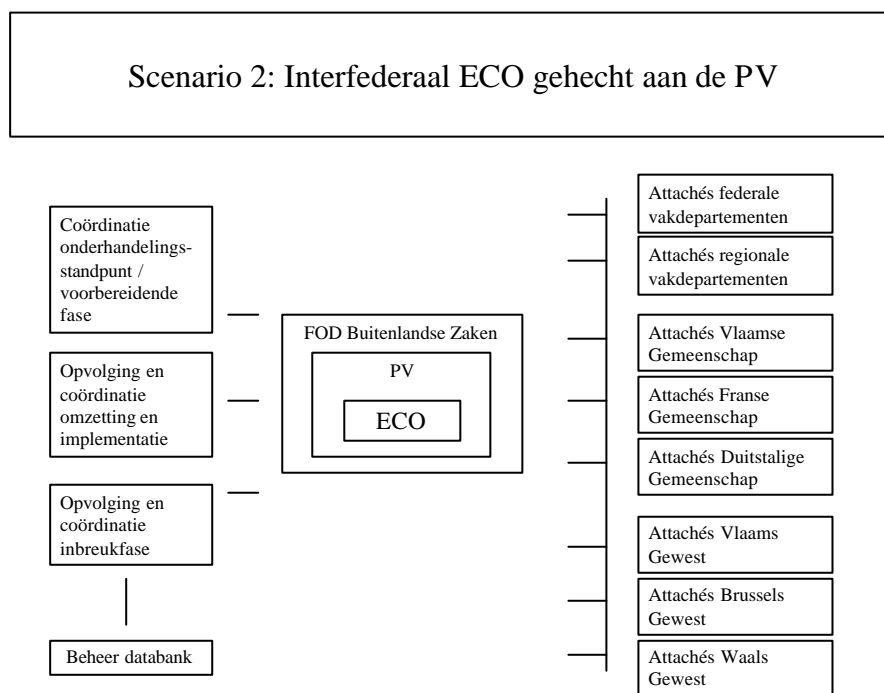 Scenario 2: Interfederaal ECO gehecht aan de PV
Coördinatie
onderhandelings-
standpunt /
voorbereidende
fase
Opvolging en
coördinatie
omzetting en
implementatie
Opvolging en
coördinatie
inbreukfase
Beheer databank
FOD Buitenlandse Zaken
PV
ECO
Attachés federale
vakdepartementen
Attachés regionale
vakdepartementen
Attachés Vlaamse
Gemeenschap
Attachés Franse
Gemeenschap
Attachés Duitstalige
Gemeenschap
Attachés Vlaams
Gewest
Attachés Brussels
Gewest
Attachés Waals
Gewest